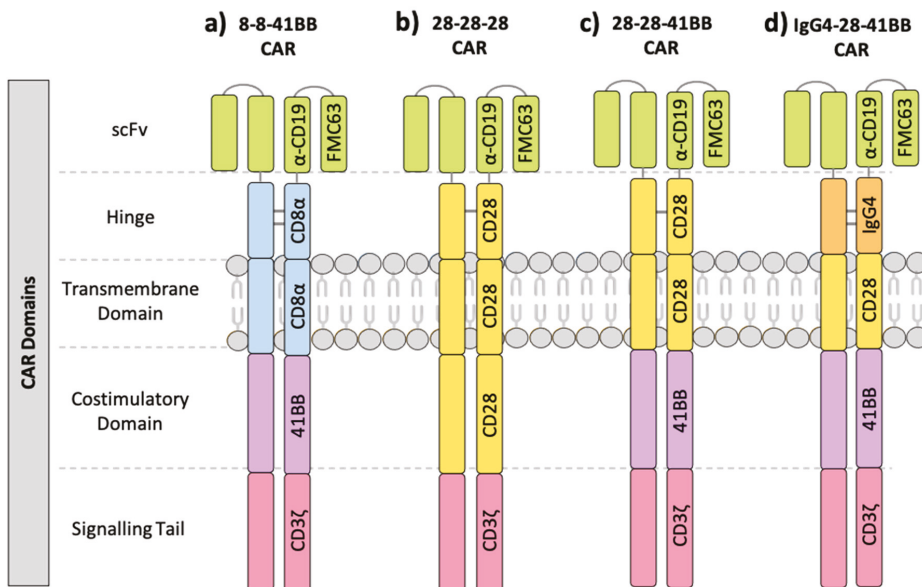 a) 8-8-41BB
CAR
b) 28-28-28
CAR
c) 28-28-41BB
CAR
d) IgG4-28-41BB
CAR
CAR Domains
scFv
Hinge
Transmembrane
Domain
Costimulatory
Domain
Signalling Tail
α-CD19
FMC63
CD8α
CD8α
41BB
CD3ζ
α-CD19
FMC63
CD28
CD28
CD28
CD3ζ
α-CD19
FMC63
CD28
CD28
41BB
CD3ζ
α-CD19
FMC63
IgG4
CD28
41BB
CD3ζ